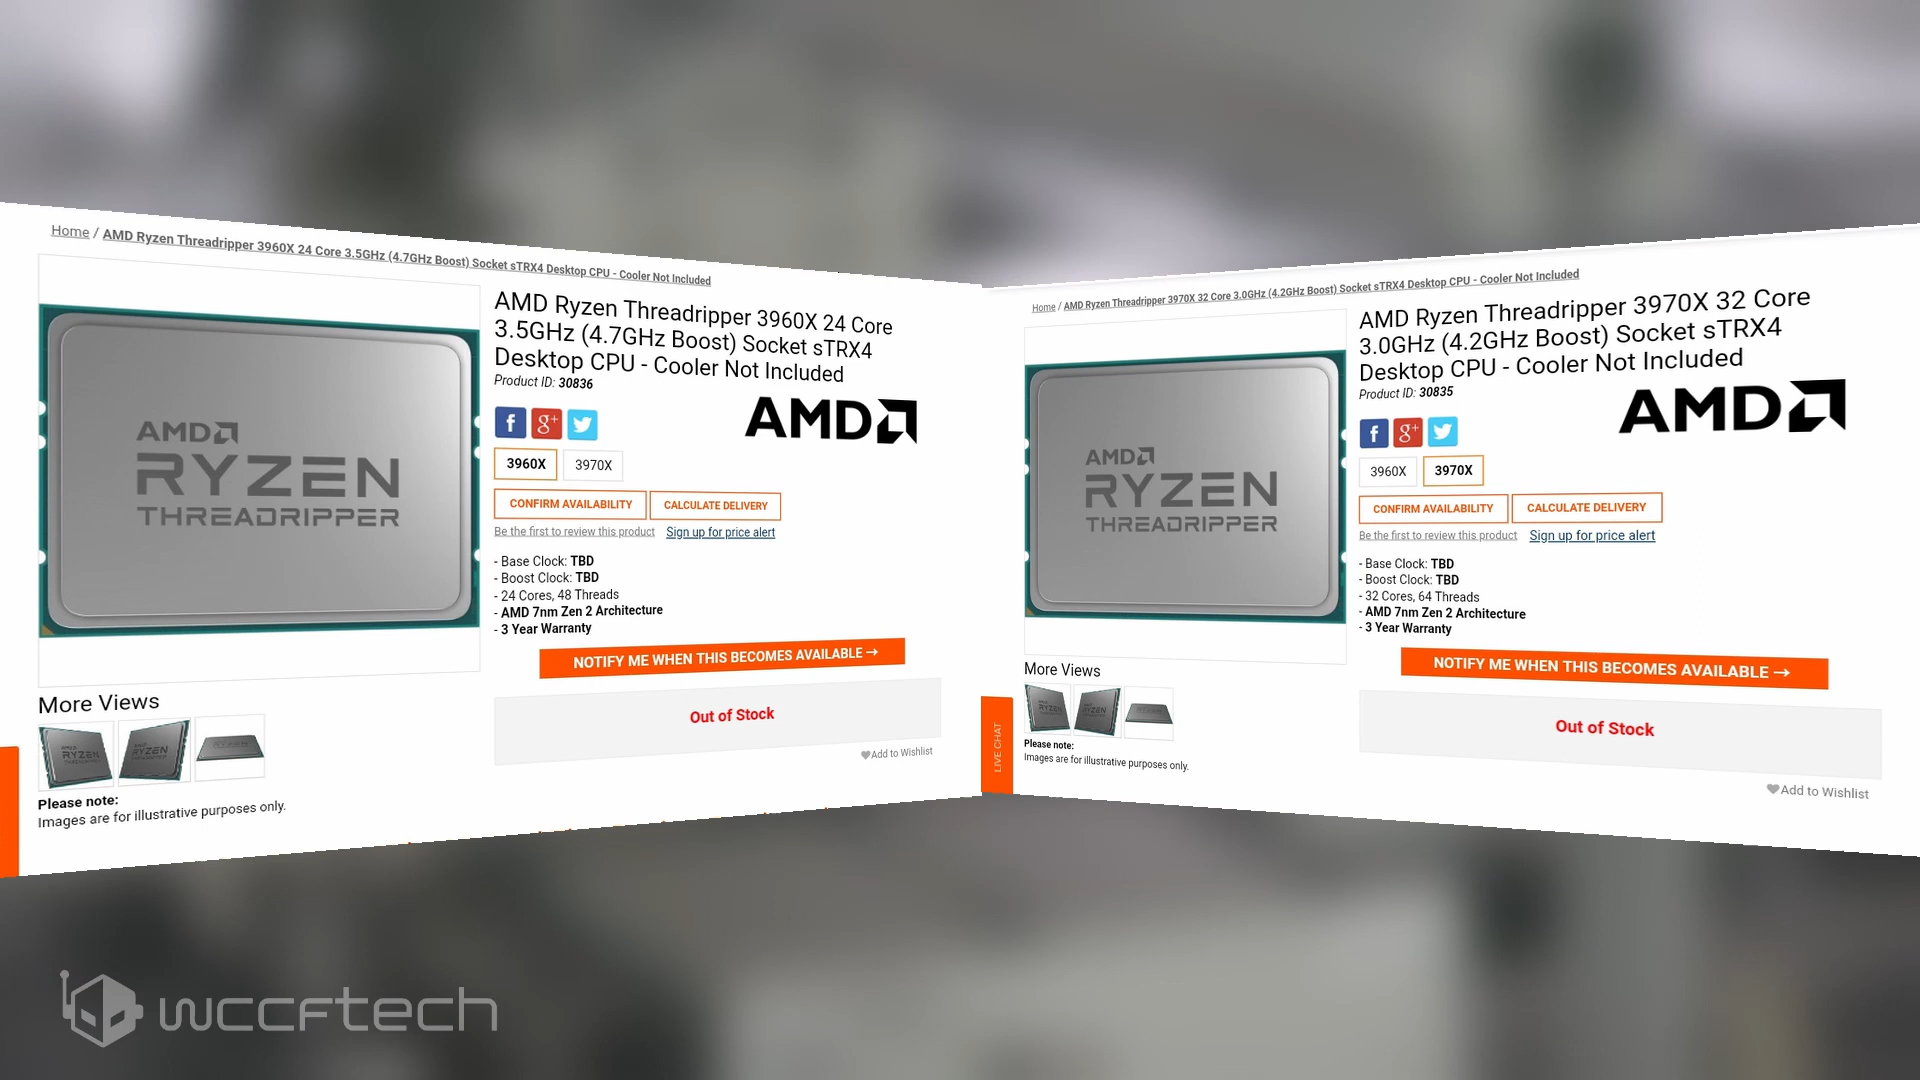 Home / AMD Ryzen Threadripper 3960X 24 Core 3.5GHz (4.7GHz Boost) Socket sTRX4 Desktop CPU - Cooler Not Included
AMD
RYZEN
THREADRIPPER
AMD Ryzen Threadripper 3960X 24 Core
3.5GHz (4.7GHz Boost) Socket sTRX4
Desktop CPU - Cooler Not Included
Product ID: 30836
f g+
AMD
3960X 3970X
CONFIRM AVAILABILITY CALCULATE DELIVERY
Be the first to review this product Sign up for price alert
- Base Clock: TBD
- Boost Clock: TBD
- 24 Cores, 48 Threads
- AMD 7nm Zen 2 Architecture
- 3 Year Warranty
NOTIFY ME WHEN THIS BECOMES AVAILABLE →
Out of Stock
Add to Wishlist
More Views
RYZEN
RYZEN
RYZEN
Please note:
Images are for illustrative purposes only.
Home / AMD Ryzen Threadripper 3970X 32 Core 3.0GHz (4.2GHz Boost) Socket sTRX4 Desktop CPU - Cooler Not Included
AMD
RYZEN
THREADRIPPER
AMD Ryzen Threadripper 3970X 32 Core
3.0GHz (4.2GHz Boost) Socket sTRX4
Desktop CPU - Cooler Not Included
Product ID: 30835
f g+
AMD
3960X 3970X
CONFIRM AVAILABILITY CALCULATE DELIVERY
Be the first to review this product Sign up for price alert
- Base Clock: TBD
- Boost Clock: TBD
- 32 Cores, 64 Threads
- AMD 7nm Zen 2 Architecture
- 3 Year Warranty
NOTIFY ME WHEN THIS BECOMES AVAILABLE →
Out of Stock
Add to Wishlist
More Views
RYZEN
RYZEN
Please note:
Images are for illustrative purposes only.
LIVE CHAT
wccftech